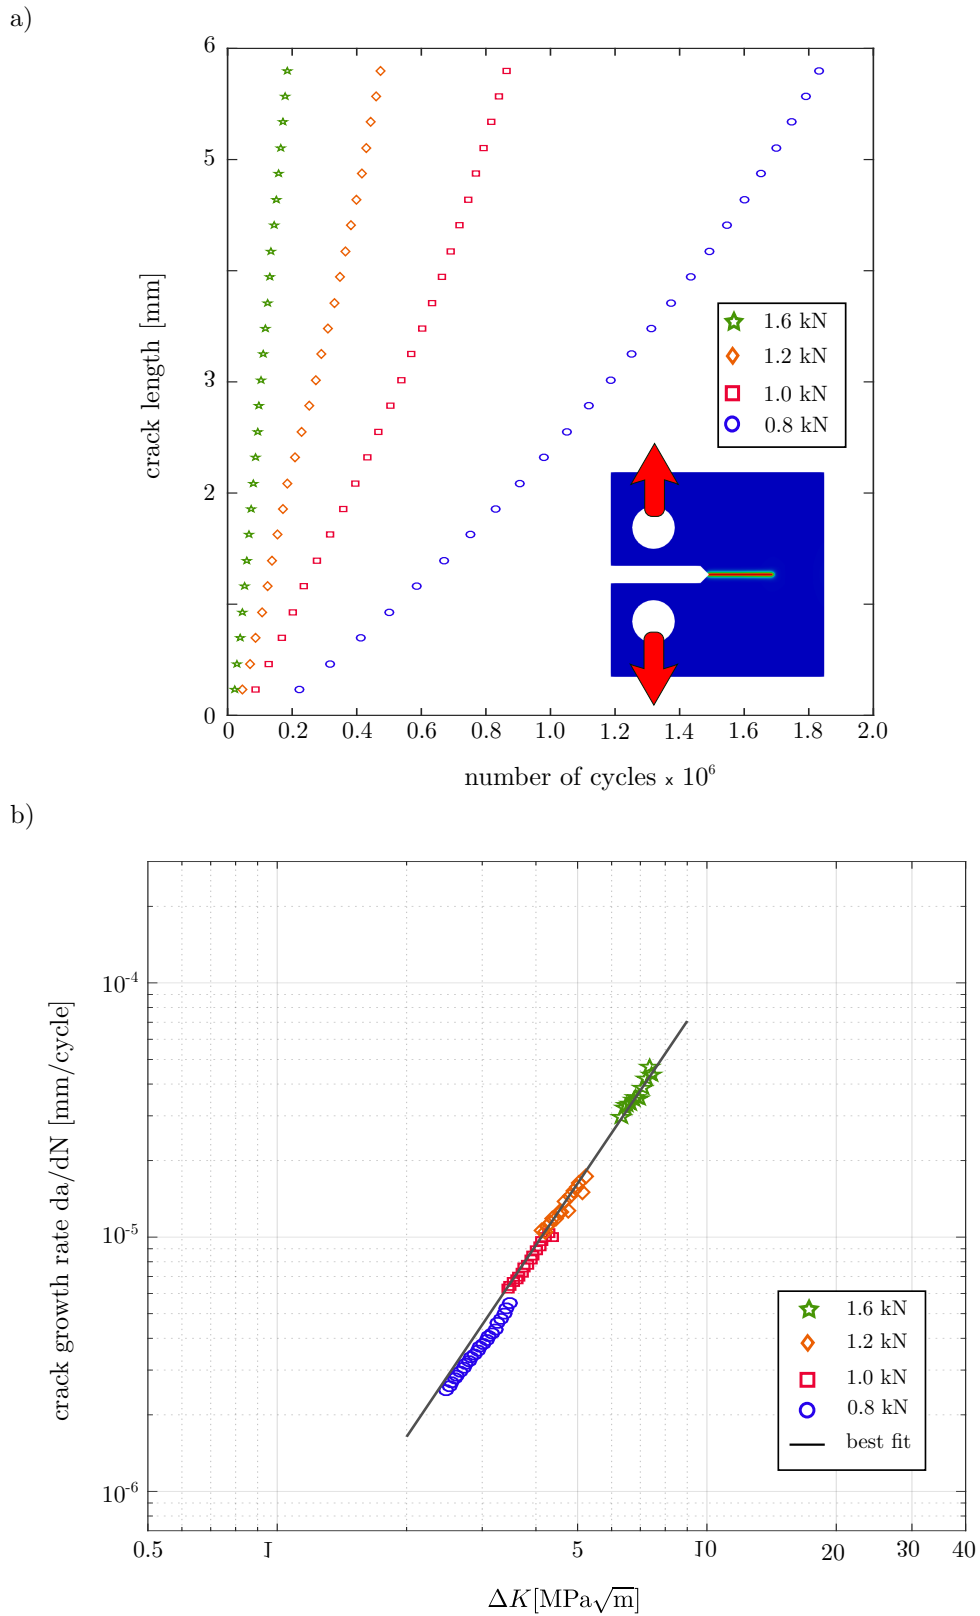 a)
6
5
3
2
0
crack length [mm]
1.6 kN
1.2 kN
1.0 kN
0.8 kN
0 0.2 0.4 0.6 0.8 1.0 1.2 1.4 1.6 1.8 2.0
number of cycles × 10⁶
b)
10⁻⁴
10⁻⁵
10⁻⁶
crack growth rate da/dN [mm/cycle]
1.6 kN
1.2 kN
1.0 kN
0.8 kN
best fit
0.5 1 5 10 20 30 40
ΔK[MPa√m]